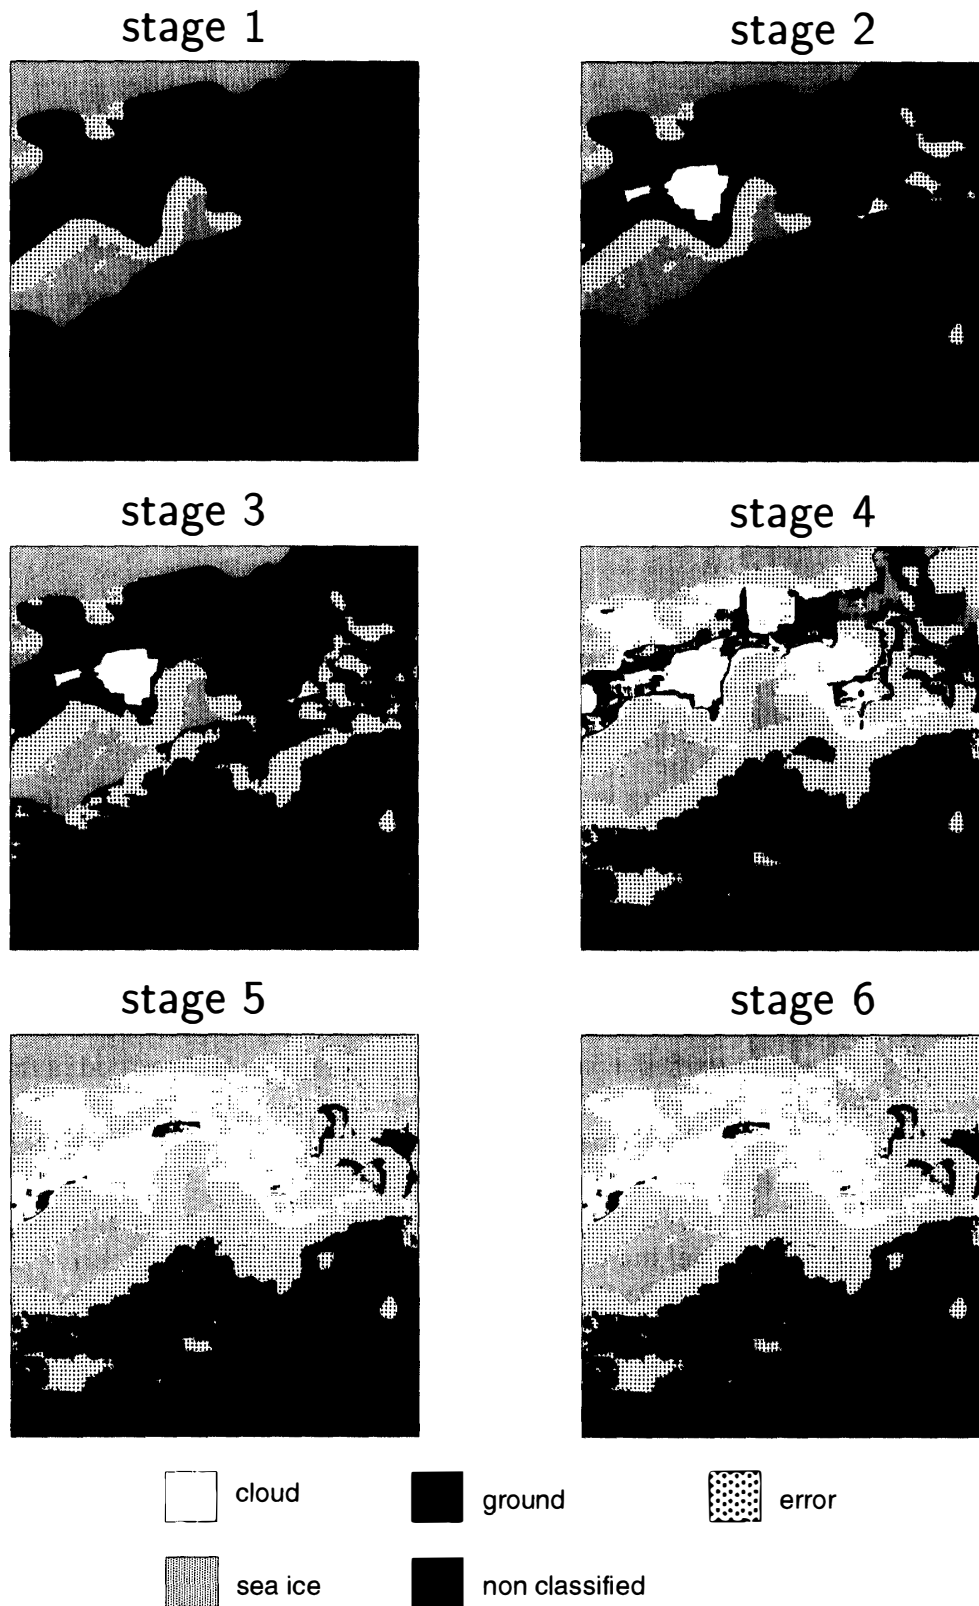 stage 1
stage 2
stage 3
stage 4
stage 5
stage 6
cloud
ground
error
sea ice
non classified